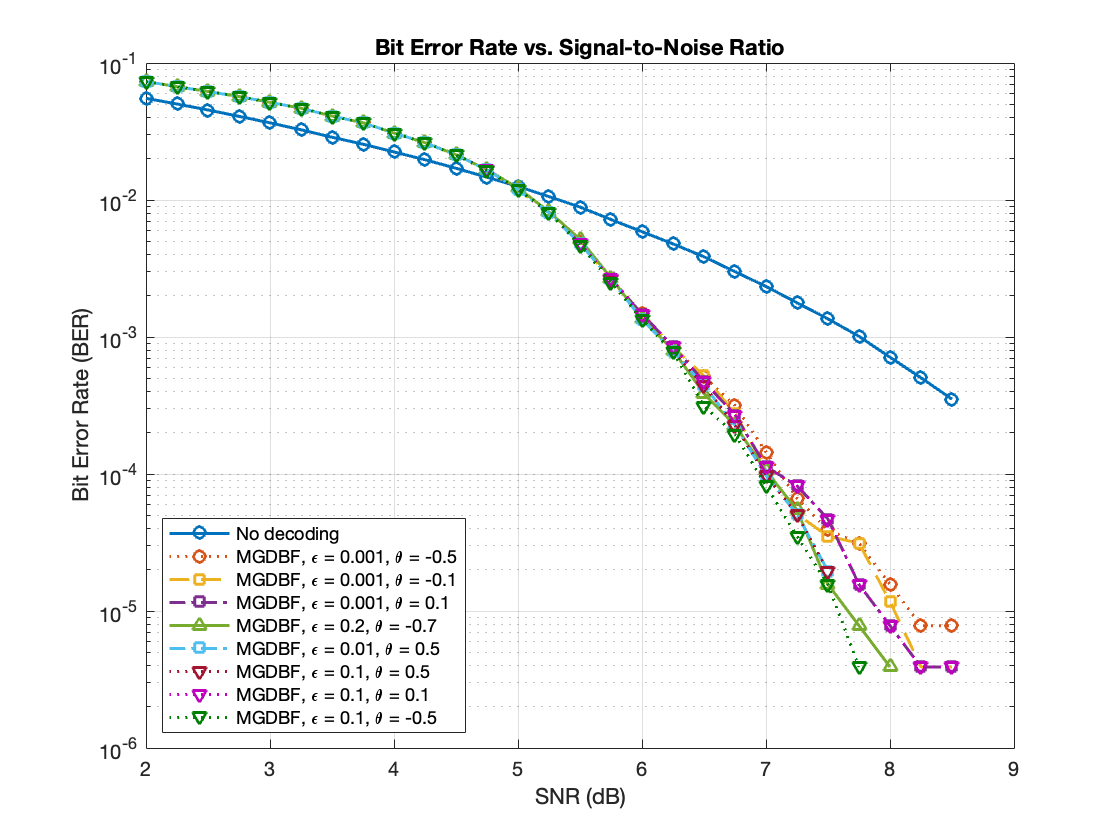 Bit Error Rate vs. Signal-to-Noise Ratio
10^-1
10^-2
10^-3
10^-4
10^-5
10^-6
Bit Error Rate (BER)
No decoding
MGDBF, ϵ = 0.001, θ = -0.5
MGDBF, ϵ = 0.001, θ = -0.1
MGDBF, ϵ = 0.001, θ = 0.1
MGDBF, ϵ = 0.2, θ = -0.7
MGDBF, ϵ = 0.01, θ = 0.5
MGDBF, ϵ = 0.1, θ = 0.5
MGDBF, ϵ = 0.1, θ = 0.1
MGDBF, ϵ = 0.1, θ = -0.5
2 3 4 5 6 7 8 9
SNR (dB)